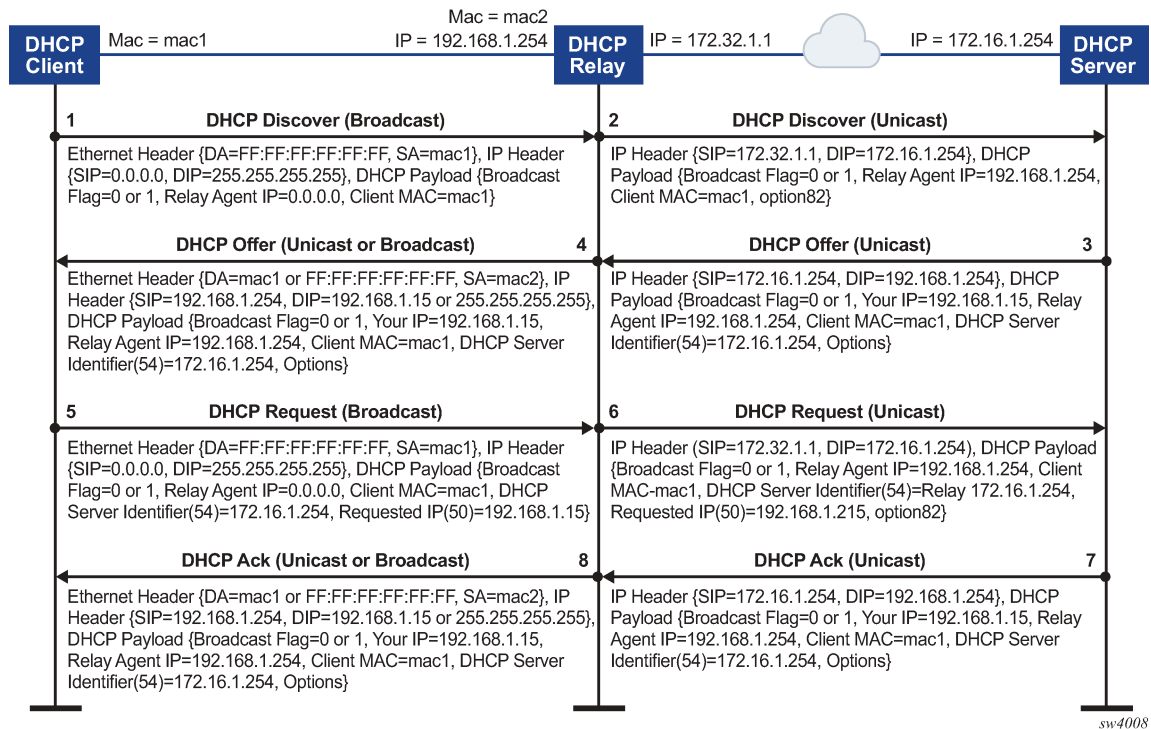 DHCP
Client
Mac = mac1
Mac = mac2
IP = 192.168.1.254
DHCP
Relay
IP = 172.32.1.1
IP = 172.16.1.254
DHCP
Server
1
DHCP Discover (Broadcast)
Ethernet Header {DA=FF:FF:FF:FF:FF:FF, SA=mac1}, IP Header
{SIP=0.0.0.0, DIP=255.255.255.255}, DHCP Payload {Broadcast
Flag=0 or 1, Relay Agent IP=0.0.0.0, Client MAC=mac1}
2
DHCP Discover (Unicast)
IP Header {SIP=172.32.1.1, DIP=172.16.1.254}, DHCP
Payload {Broadcast Flag=0 or 1, Relay Agent IP=192.168.1.254,
Client MAC=mac1, option82}
DHCP Offer (Unicast or Broadcast)
4
Ethernet Header {DA=mac1 or FF:FF:FF:FF:FF:FF, SA=mac2}, IP
Header {SIP=192.168.1.254, DIP=192.168.1.15 or 255.255.255.255},
DHCP Payload {Broadcast Flag=0 or 1, Your IP=192.168.1.15,
Relay Agent IP=192.168.1.254, Client MAC=mac1, DHCP Server
Identifier(54)=172.16.1.254, Options}
DHCP Offer (Unicast)
3
IP Header {SIP=172.16.1.254, DIP=192.168.1.254}, DHCP
Payload {Broadcast Flag=0 or 1, Your IP=192.168.1.15, Relay
Agent IP=192.168.1.254, Client MAC=mac1, DHCP Server
Identifier(54)=172.16.1.254, Options}
5
DHCP Request (Broadcast)
Ethernet Header {DA=FF:FF:FF:FF:FF:FF, SA=mac1}, IP Header
{SIP=0.0.0.0, DIP=255.255.255.255}, DHCP Payload {Broadcast
Flag=0 or 1, Relay Agent IP=0.0.0.0, Client MAC=mac1, DHCP
Server Identifier(54)=172.16.1.254, Requested IP(50)=192.168.1.15}
6
DHCP Request (Unicast)
IP Header (SIP=172.32.1.1, DIP=172.16.1.254), DHCP Payload
{Broadcast Flag=0 or 1, Relay Agent IP=192.168.1.254, Client
MAC-mac1, DHCP Server Identifier(54)=Relay 172.16.1.254,
Requested IP(50)=192.168.1.215, option82}
DHCP Ack (Unicast or Broadcast)
8
Ethernet Header {DA=mac1 or FF:FF:FF:FF:FF:FF, SA=mac2}, IP
Header {SIP=192.168.1.254, DIP=192.168.1.15 or 255.255.255.255},
DHCP Payload {Broadcast Flag=0 or 1, Your IP=192.168.1.15,
Relay Agent IP=192.168.1.254, Client MAC=mac1, DHCP Server
Identifier(54)=172.16.1.254, Options}
DHCP Ack (Unicast)
7
IP Header {SIP=172.16.1.254, DIP=192.168.1.254}, DHCP
Payload {Broadcast Flag=0 or 1, Your IP=192.168.1.15, Relay
Agent IP=192.168.1.254, Client MAC=mac1, DHCP Server
Identifier(54)=172.16.1.254, Options}
sw4008